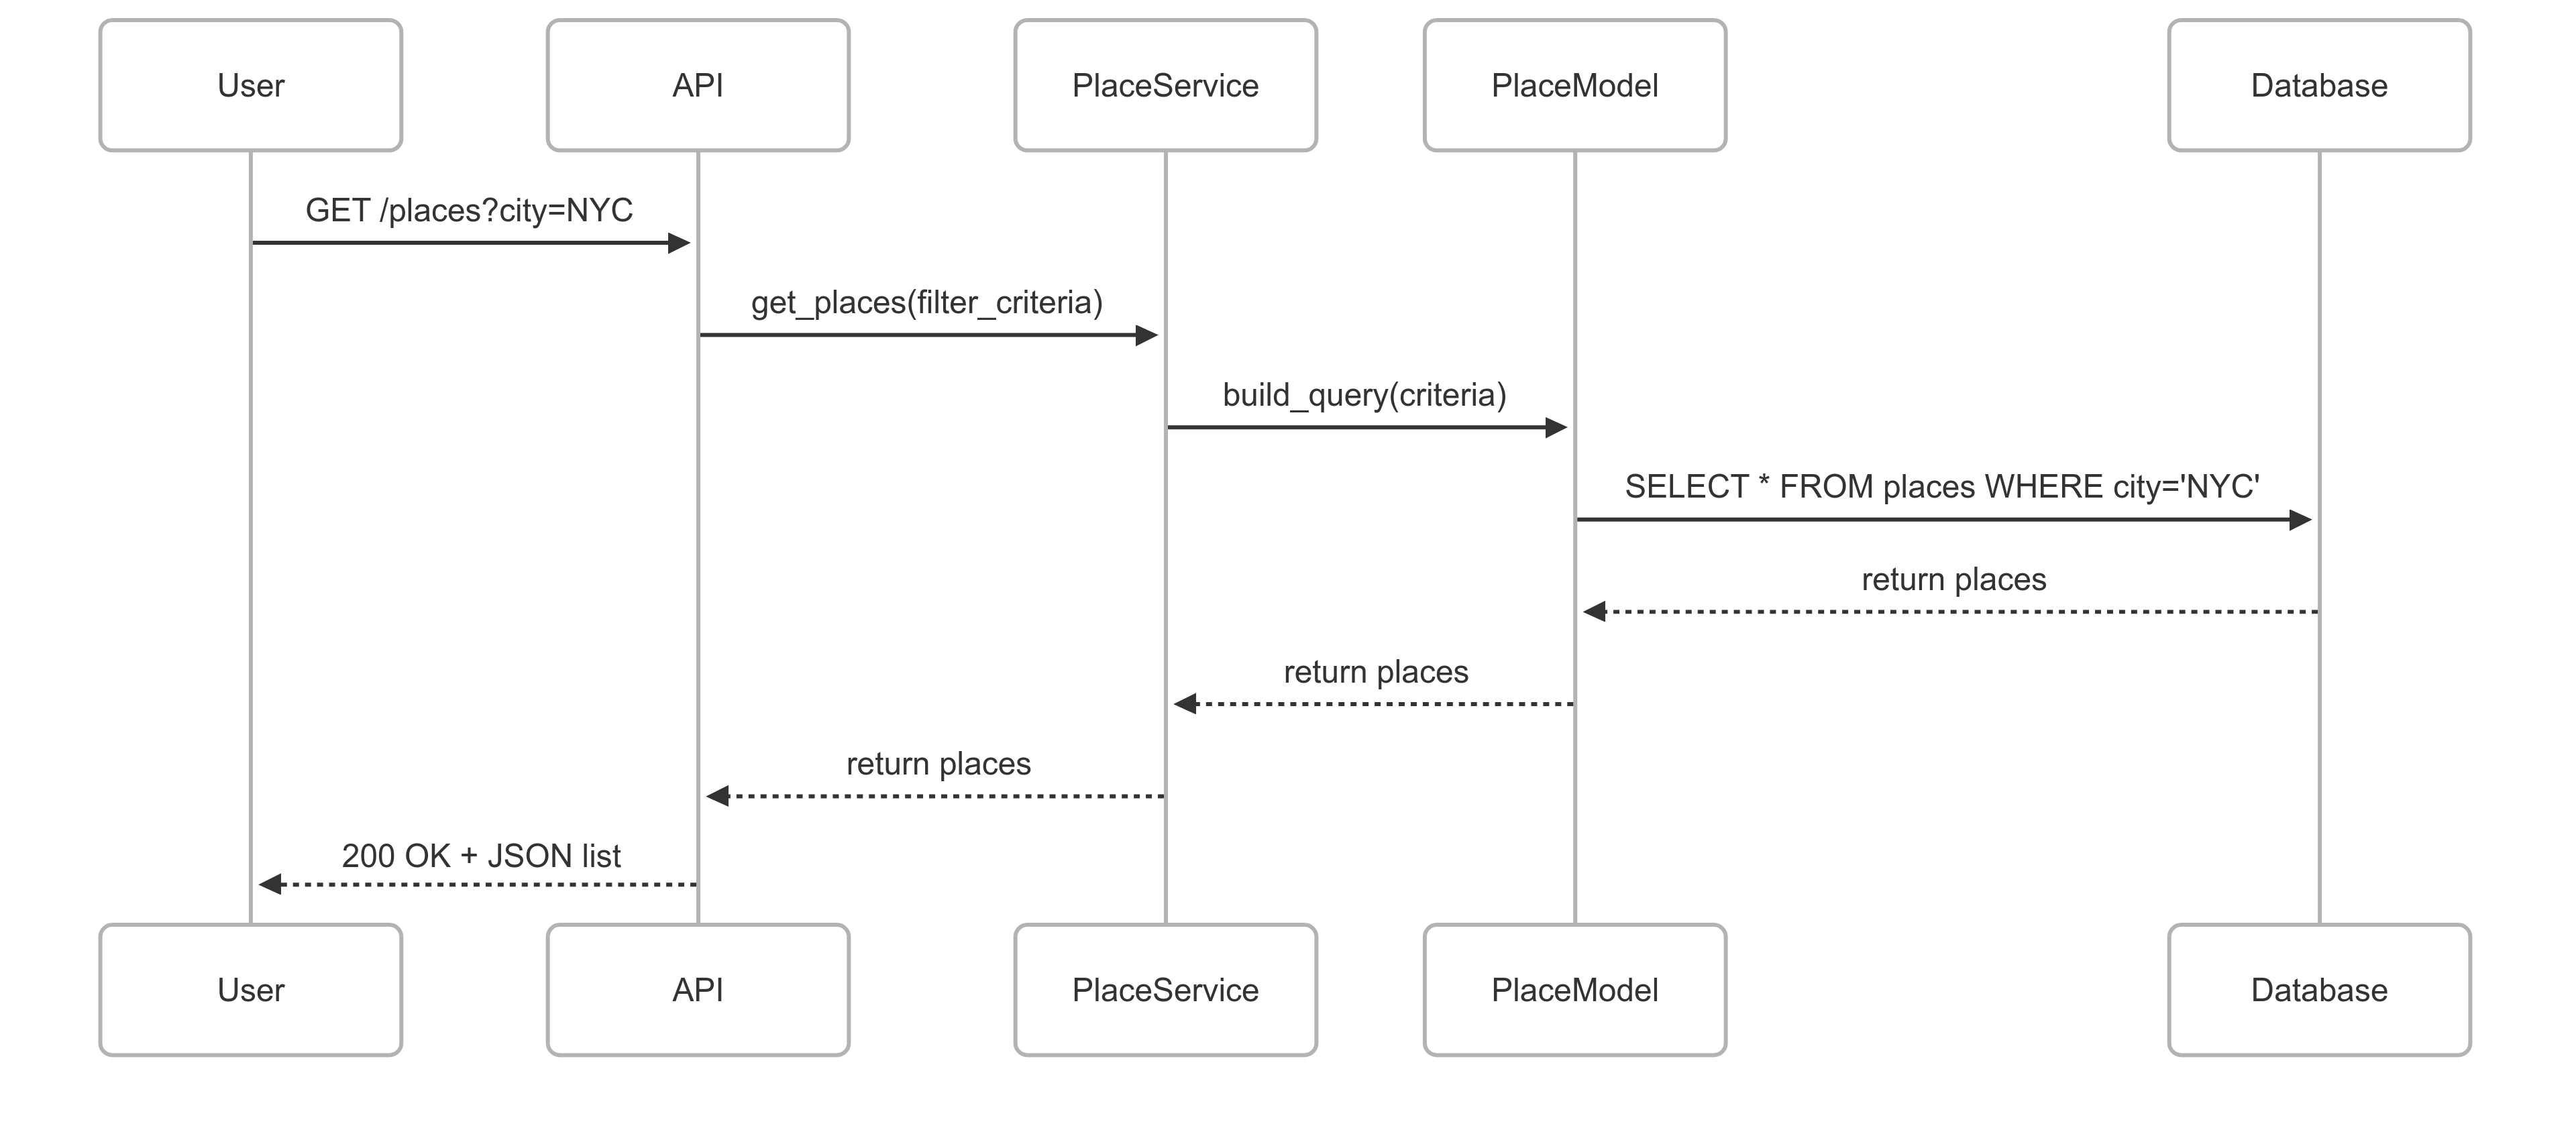 User
API
PlaceService
PlaceModel
Database
GET /places?city=NYC
get_places(filter_criteria)
build_query(criteria)
SELECT * FROM places WHERE city='NYC'
return places
return places
return places
200 OK + JSON list
User
API
PlaceService
PlaceModel
Database